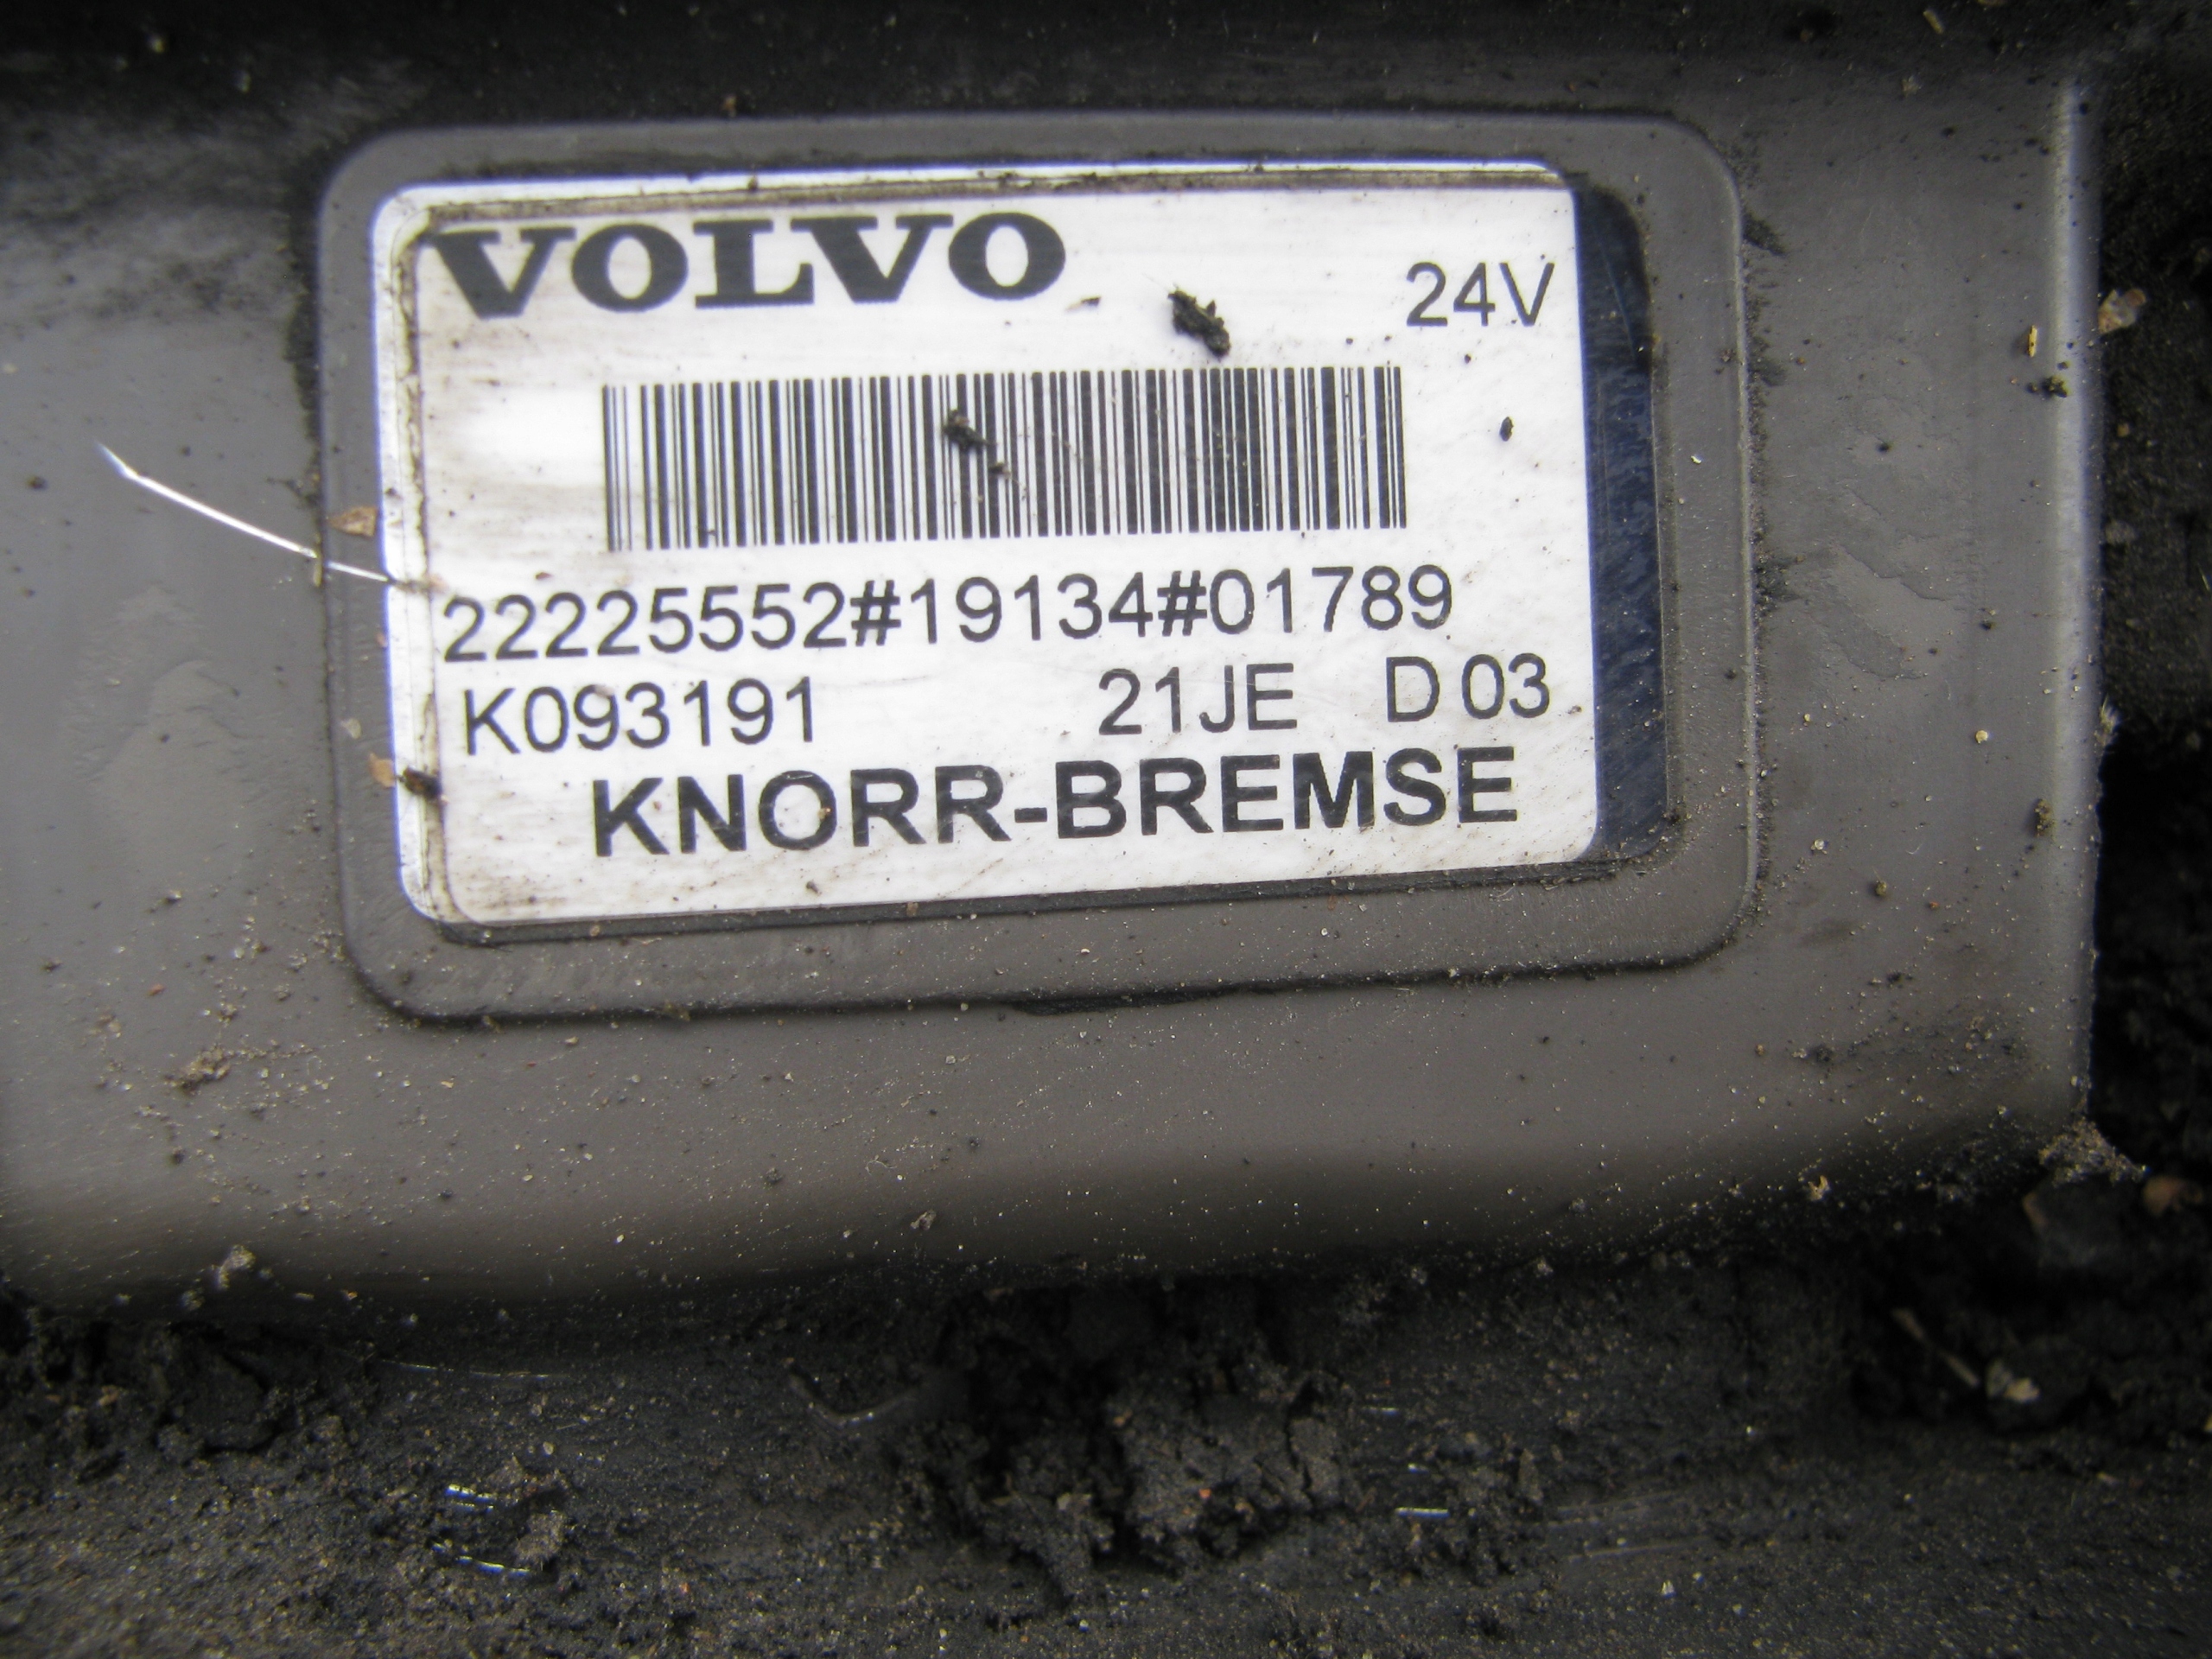 VOLVO
24V
22225552#19134#01789
K093191 21JE D 03
KNORR-BREMSE